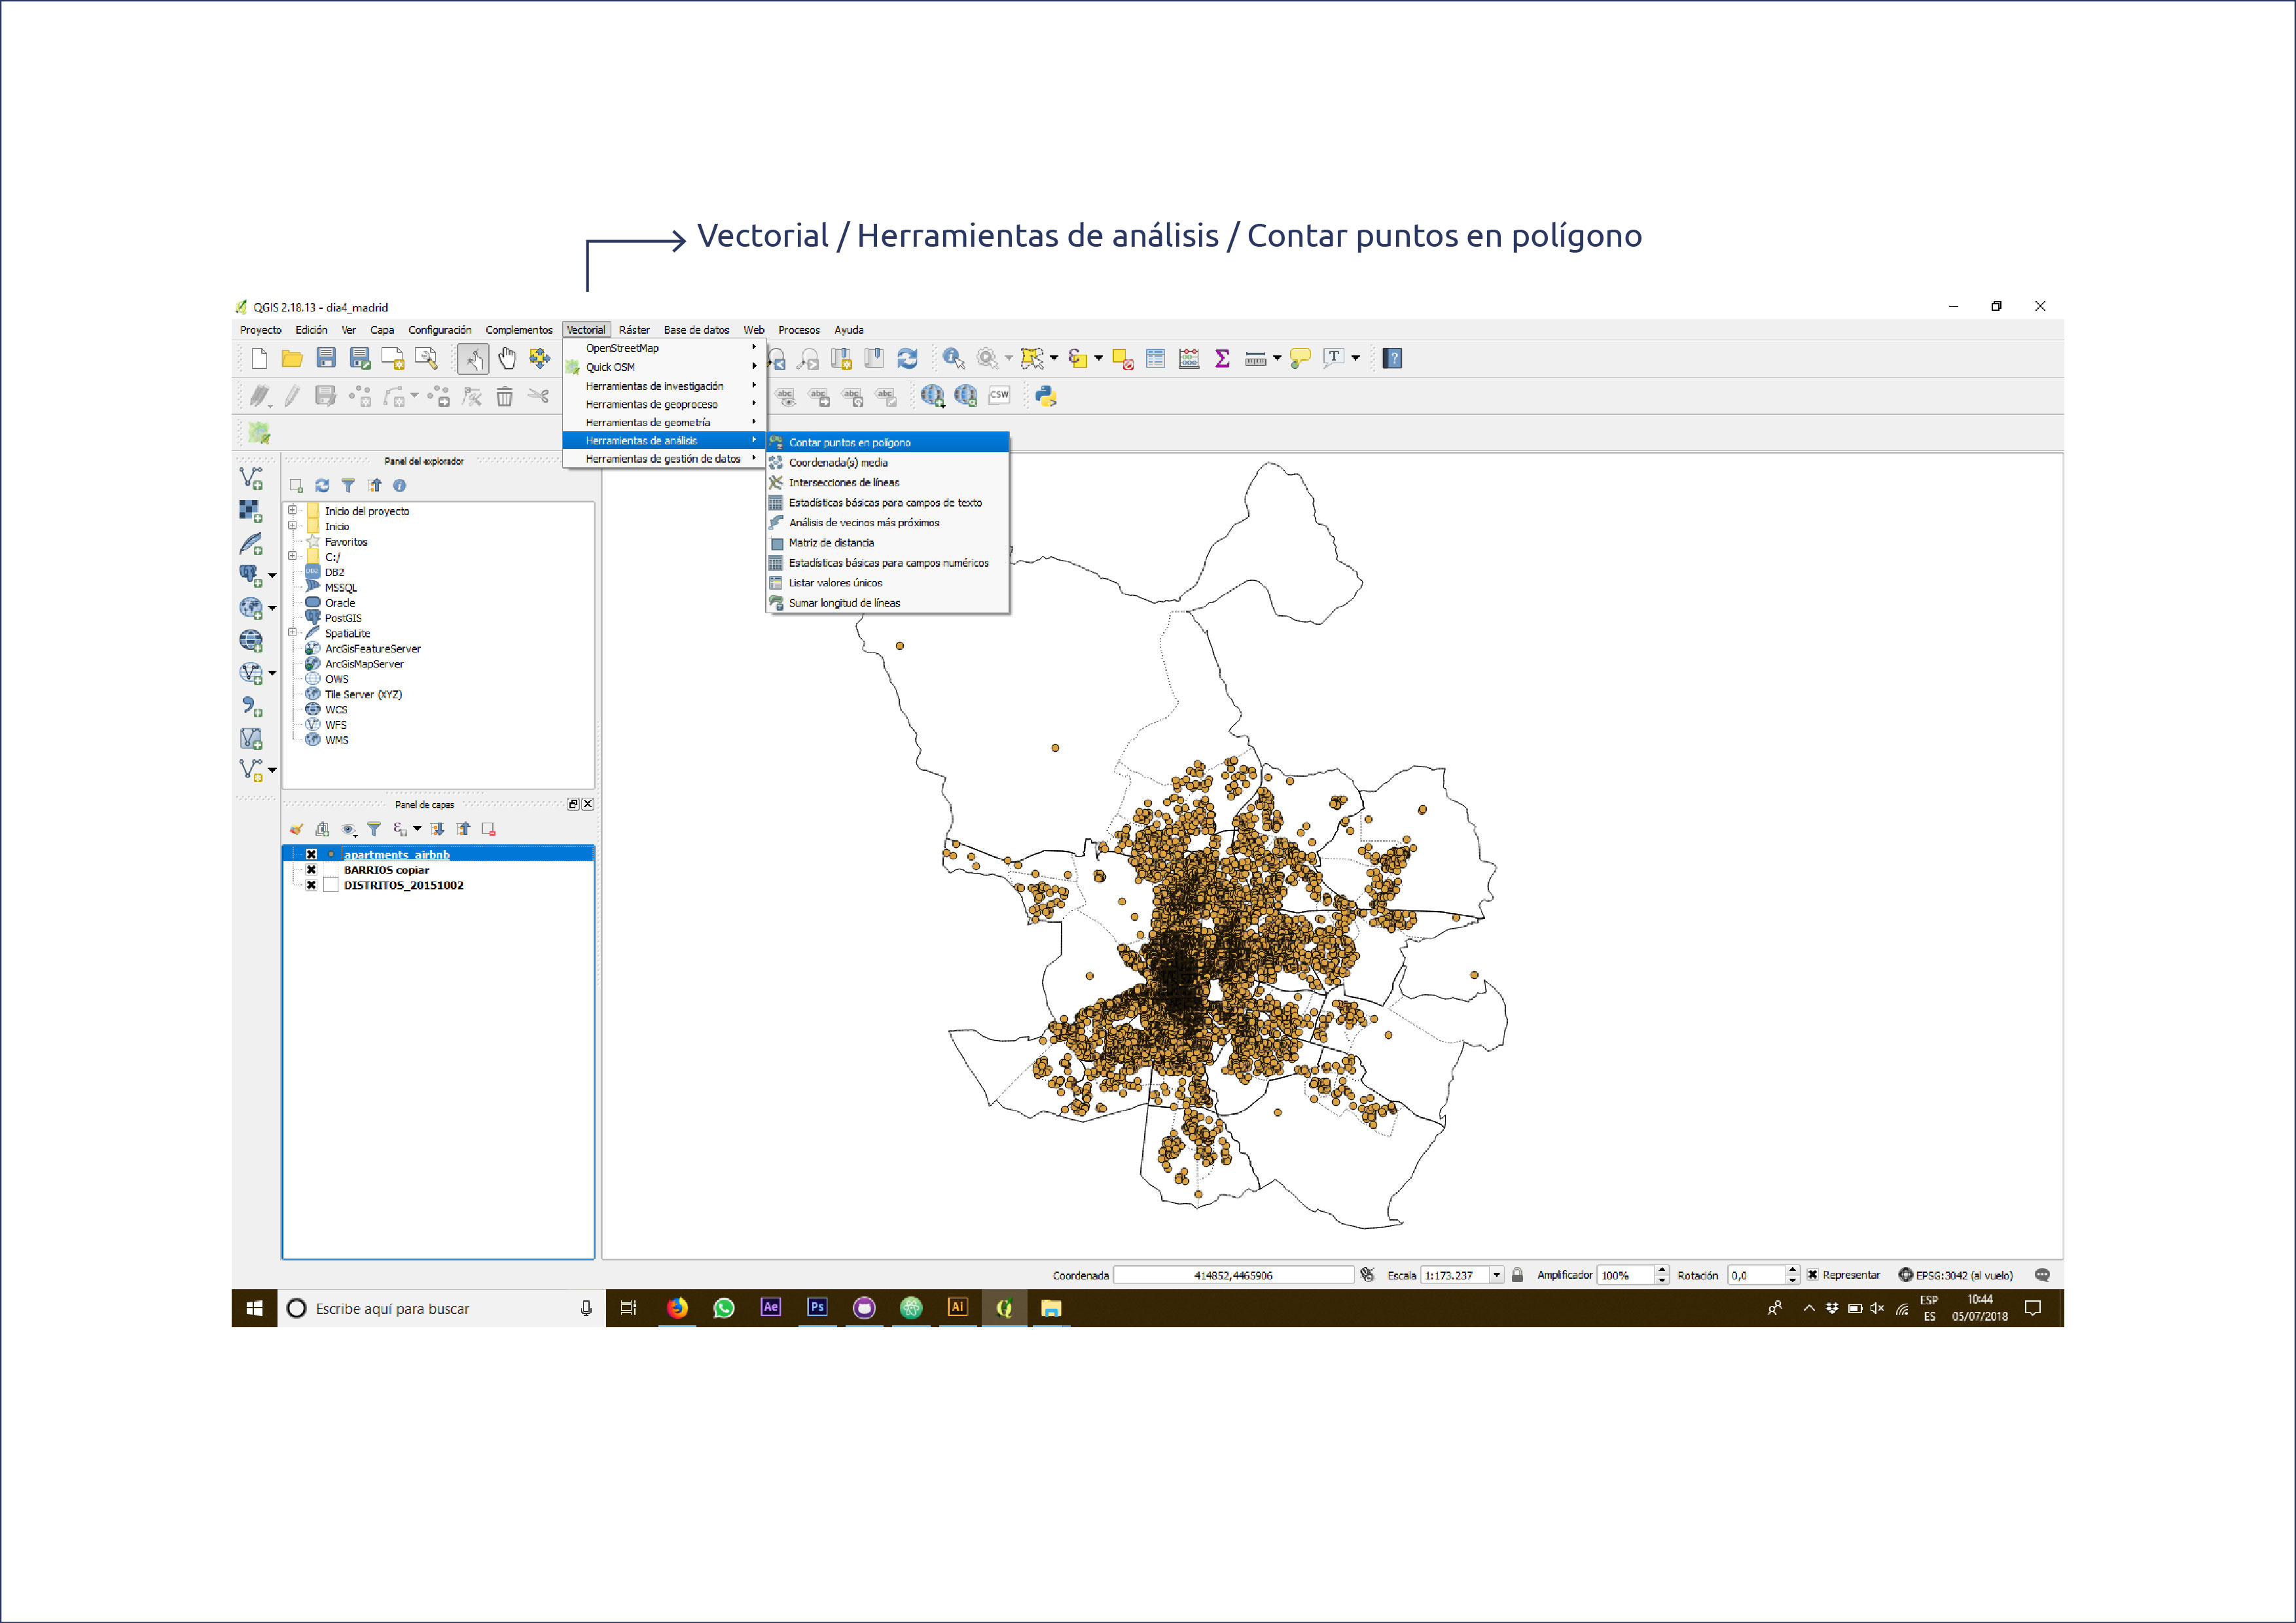 Vectorial / Herramientas de análisis / Contar puntos en polígono
QGIS 2.18.13 - dia4_madrid
Proyecto Edición Ver Capa Configuración Complementos Vectorial Ráster Base de datos Web Procesos Ayuda
OpenStreetMap
Quick OSM
Herramientas de investigación
Herramientas de geoproceso
Herramientas de geometría
Herramientas de análisis
Herramientas de gestión de datos
Contar puntos en polígono
Coordenada(s) media
Intersecciones de líneas
Estadísticas básicas para campos de texto
Análisis de vecinos más próximos
Matriz de distancia
Estadísticas básicas para campos numéricos
Listar valores únicos
Sumar longitud de líneas
abc abc abc abc CSW
Panel del explorador
Inicio del proyecto
Inicio
Favoritos
C:/
DB2
MSSQL
Oracle
PostGIS
SpatiaLite
ArcGisFeatureServer
ArcGisMapServer
OWS
Tile Server (XYZ)
WCS
WFS
WMS
Panel de capas
apartments_airbnb
BARRIOS copiar
DISTRITOS_20151002
Coordenada 414852,4465906 Escala 1:173.237 Amplificador 100% Rotación 0,0 Representar EPSG:3042 (al vuelo)
Escribe aquí para buscar Ae Ps Ai ESP 10:44
ES 05/07/2018